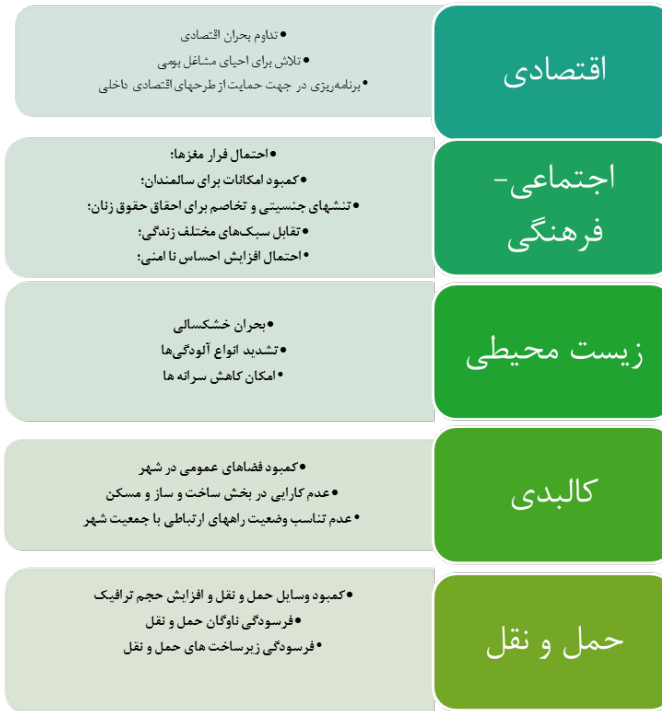 اقتصادی
•تداوم بحران اقتصادی
•تلاش برای احیای مشاغل بومی
•برنامه‌ریزی در جهت حمایت از طرحهای اقتصادی داخلی
اجتماعی-
فرهنگی
•احتمال فرار مغزها؛
•کمبود امکانات برای سالمندان؛
•تنشهای جنسیتی و تخاصم برای احقاق حقوق زنان؛
•تقابل سبک‌های مختلف زندگی؛
•احتمال افزایش احساس نا امنی؛
زیست محیطی
•بحران خشکسالی
•تشدید انواع آلودگی‌ها
•امکان کاهش سرانه ها
کالبدی
•کمبود فضاهای عمومی در شهر
•عدم کارایی در بخش ساخت و ساز و مسکن
•عدم تناسب وضعیت راههای ارتباطی با جمعیت شهر
حمل و نقل
•کمبود وسایل حمل و نقل و افزایش حجم ترافیک
•فرسودگی ناوگان حمل و نقل
•فرسودگی زیرساخت های حمل و نقل